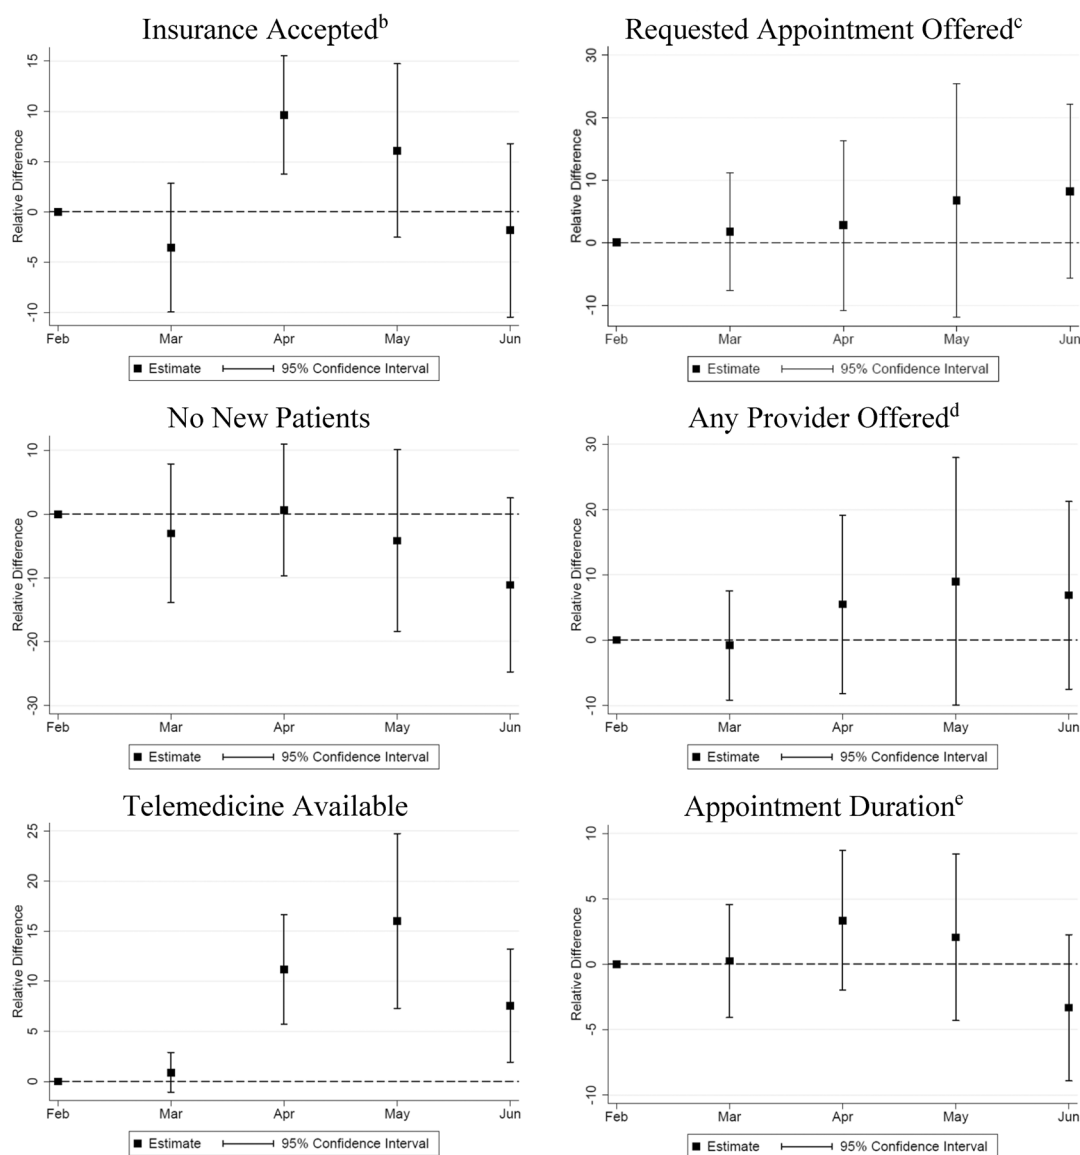 Insurance Accepted^b
Relative Difference
15
10
5
0
-5
-10
Feb Mar Apr May Jun
Estimate 95% Confidence Interval
Requested Appointment Offered^c
Relative Difference
30
20
10
0
-10
Feb Mar Apr May Jun
Estimate 95% Confidence Interval
No New Patients
Relative Difference
10
0
-10
-20
-30
Feb Mar Apr May Jun
Estimate 95% Confidence Interval
Any Provider Offered^d
Relative Difference
30
20
10
0
-10
Feb Mar Apr May Jun
Estimate 95% Confidence Interval
Telemedicine Available
Relative Difference
25
20
15
10
5
0
Feb Mar Apr May Jun
Estimate 95% Confidence Interval
Appointment Duration^e
Relative Difference
10
5
0
-5
-10
Feb Mar Apr May Jun
Estimate 95% Confidence Interval